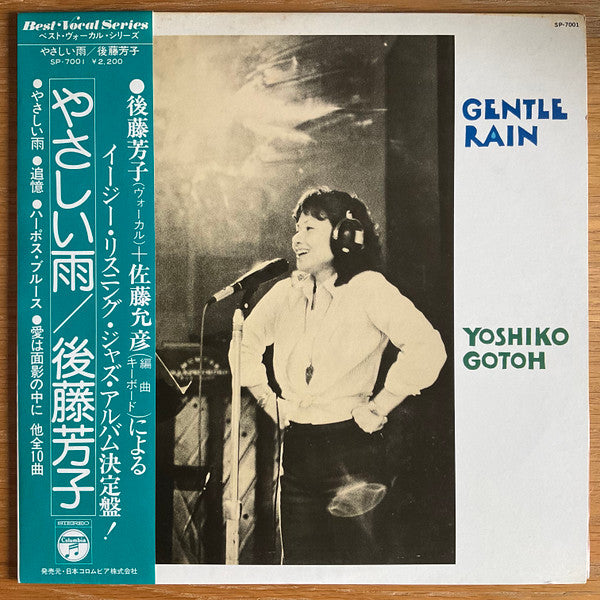 Best・Vocal Series
ベスト・ヴォーカル・シリーズ
やさしい雨／後藤芳子
SP-7001 ¥2,200
●後藤芳子(ヴォーカル)＋佐藤允彦(編曲 キーボード)による
イージー・リスニング・ジャズ・アルバム決定盤！
やさしい雨／後藤芳子
●やさしい雨 ●追憶 ●ハーポス・ブルース ●愛は面影の中に 他全10曲
STEREO
Columbia
発売元・日本コロムビア株式会社
SP-7001
GENTLE
RAIN
YOSHIKO
GOTOH